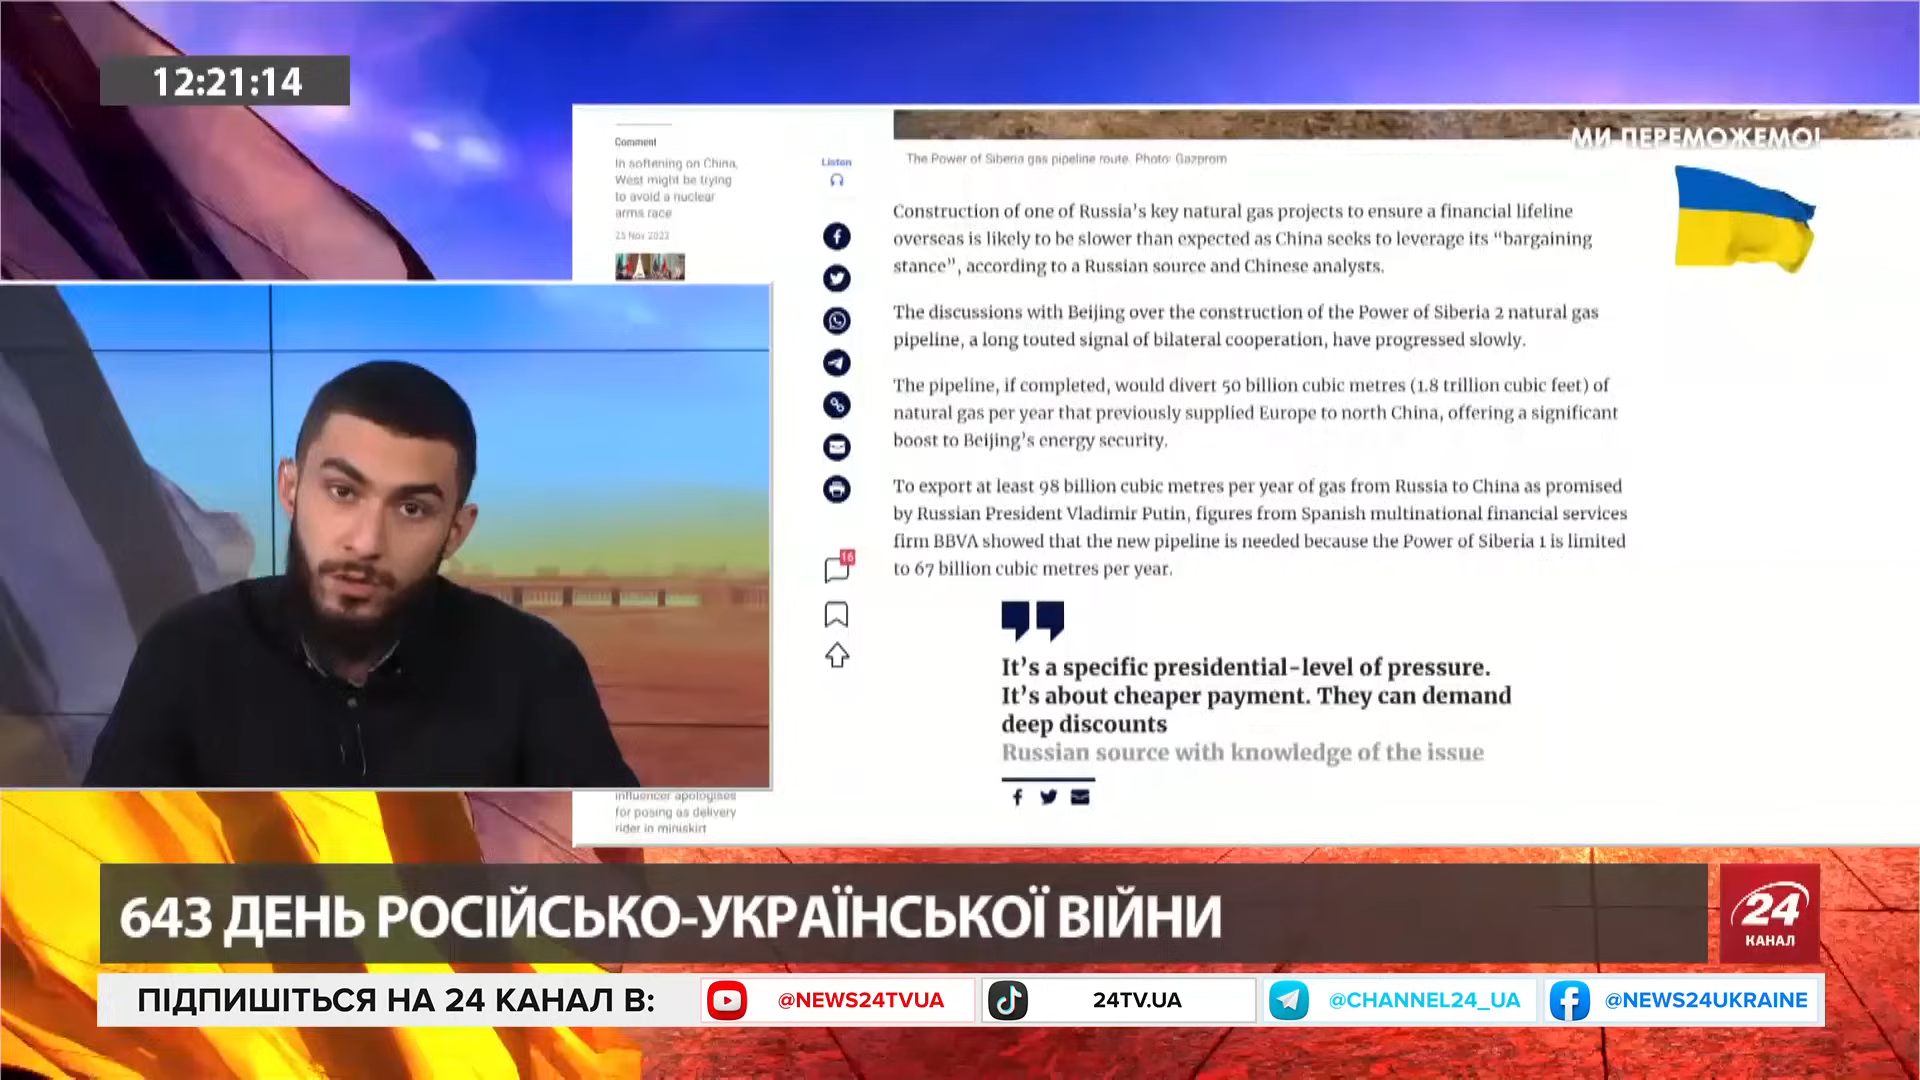 12:21:14
МИ ПЕРЕМОЖЕМО!
Comment
In softening on China,
West might be trying
to avoid a nuclear
arms race
25 Nov 2023
Listen
The Power of Siberia gas pipeline route. Photo: Gazprom
Construction of one of Russia's key natural gas projects to ensure a financial lifeline
overseas is likely to be slower than expected as China seeks to leverage its “bargaining
stance”, according to a Russian source and Chinese analysts.
The discussions with Beijing over the construction of the Power of Siberia 2 natural gas
pipeline, a long touted signal of bilateral cooperation, have progressed slowly.
The pipeline, if completed, would divert 50 billion cubic metres (1.8 trillion cubic feet) of
natural gas per year that previously supplied Europe to north China, offering a significant
boost to Beijing's energy security.
To export at least 98 billion cubic metres per year of gas from Russia to China as promised
by Russian President Vladimir Putin, figures from Spanish multinational financial services
firm BBVA showed that the new pipeline is needed because the Power of Siberia 1 is limited
to 67 billion cubic metres per year.
16
It's a specific presidential-level of pressure.
It's about cheaper payment. They can demand
deep discounts
Russian source with knowledge of the issue
influencer apologises
for posing as delivery
rider in miniskirt
643 ДЕНЬ РОСІЙСЬКО-УКРАЇНСЬКОЇ ВІЙНИ
24
КАНАЛ
ПІДПИШІТЬСЯ НА 24 КАНАЛ В:
@NEWS24TVUA
24TV.UA
@CHANNEL24_UA
@NEWS24UKRAINE